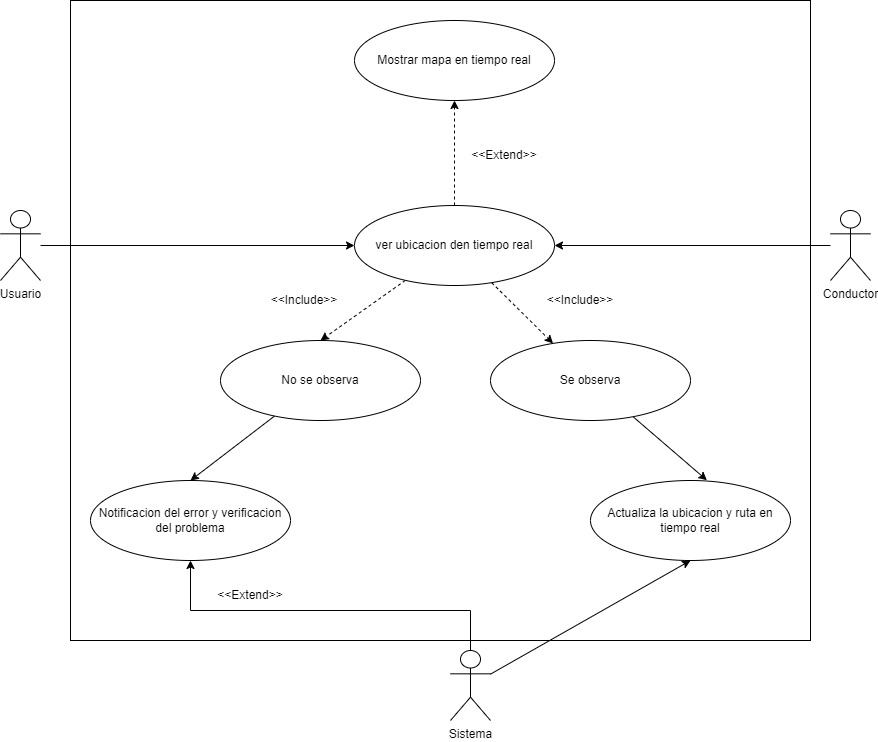 Mostrar mapa en tiempo real
<<Extend>>
ver ubicacion den tiempo real
Usuario
Conductor
<<Include>>
<<Include>>
No se observa
Se observa
Notificacion del error y verificacion
del problema
Actualiza la ubicacion y ruta en
tiempo real
<<Extend>>
Sistema